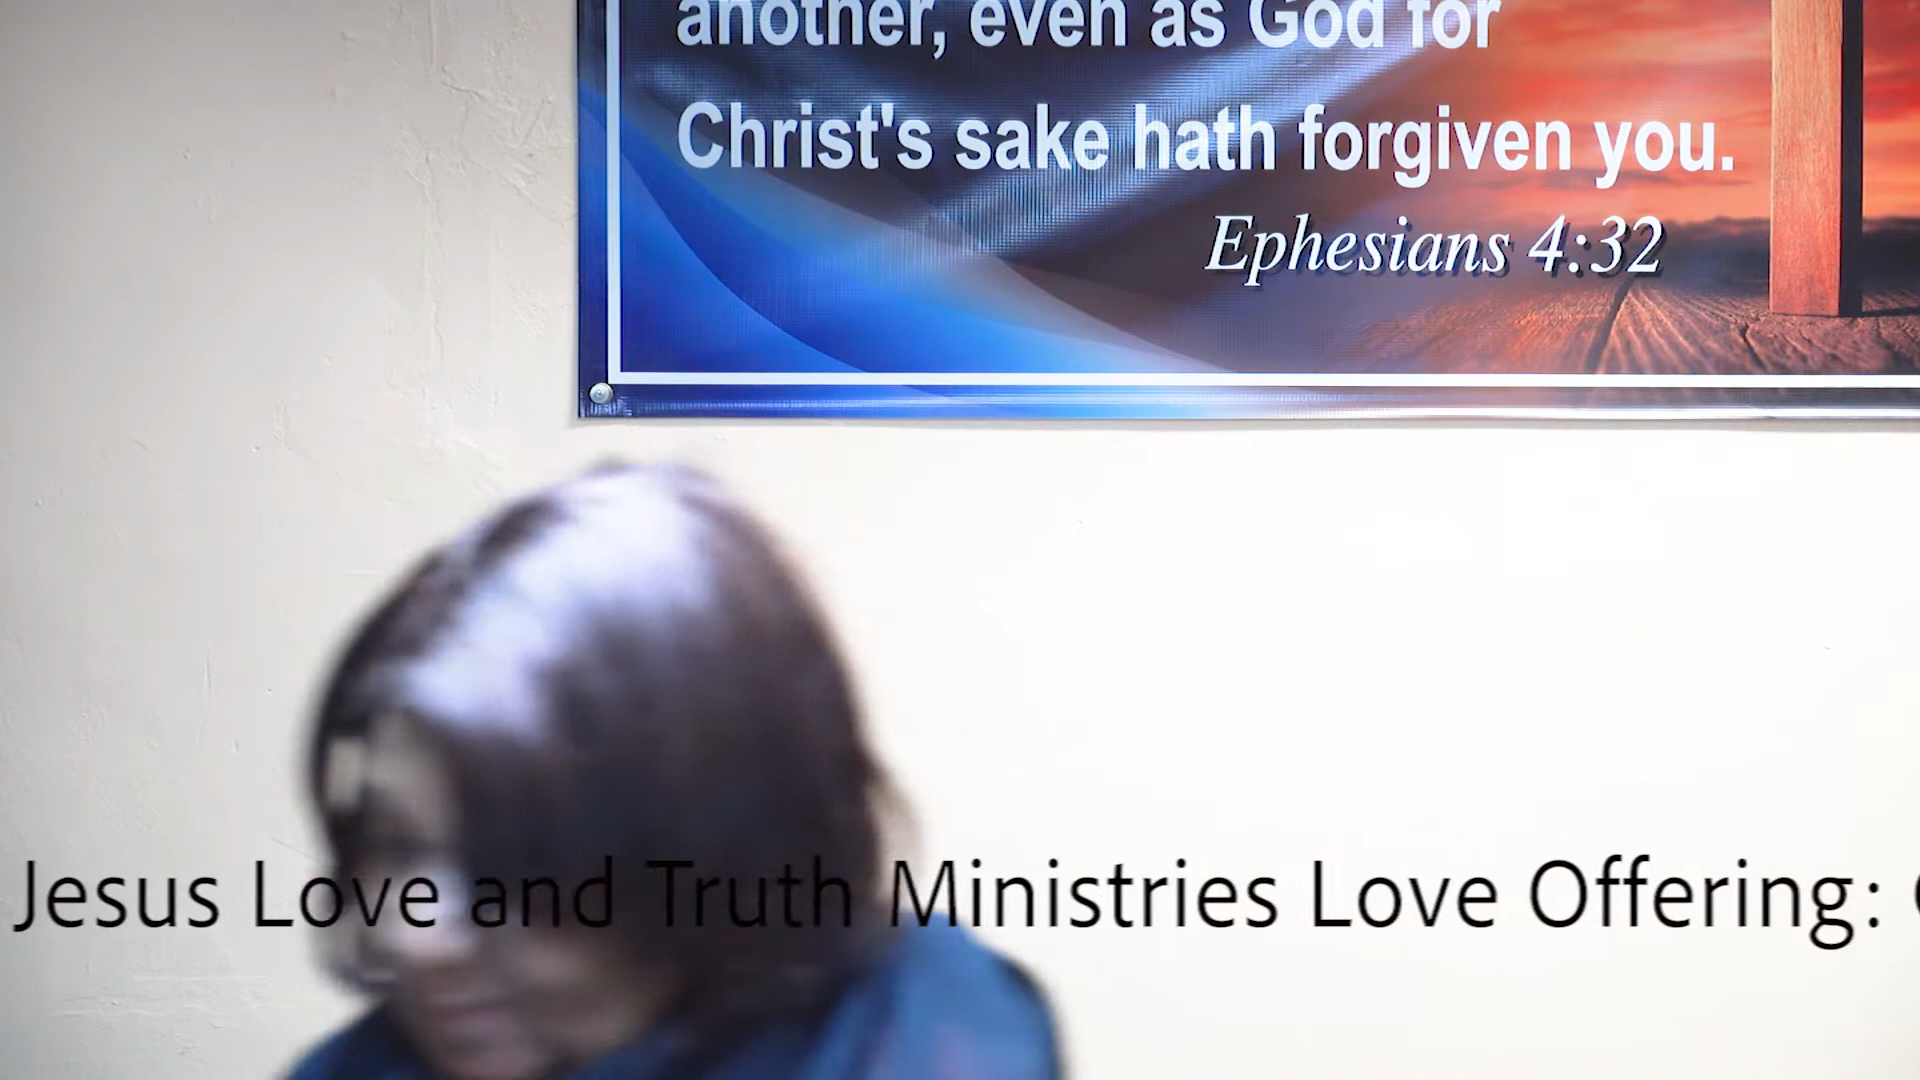 another, even as God for
Christ's sake hath forgiven you.
Ephesians 4:32
Jesus Love and Truth Ministries Love Offering: